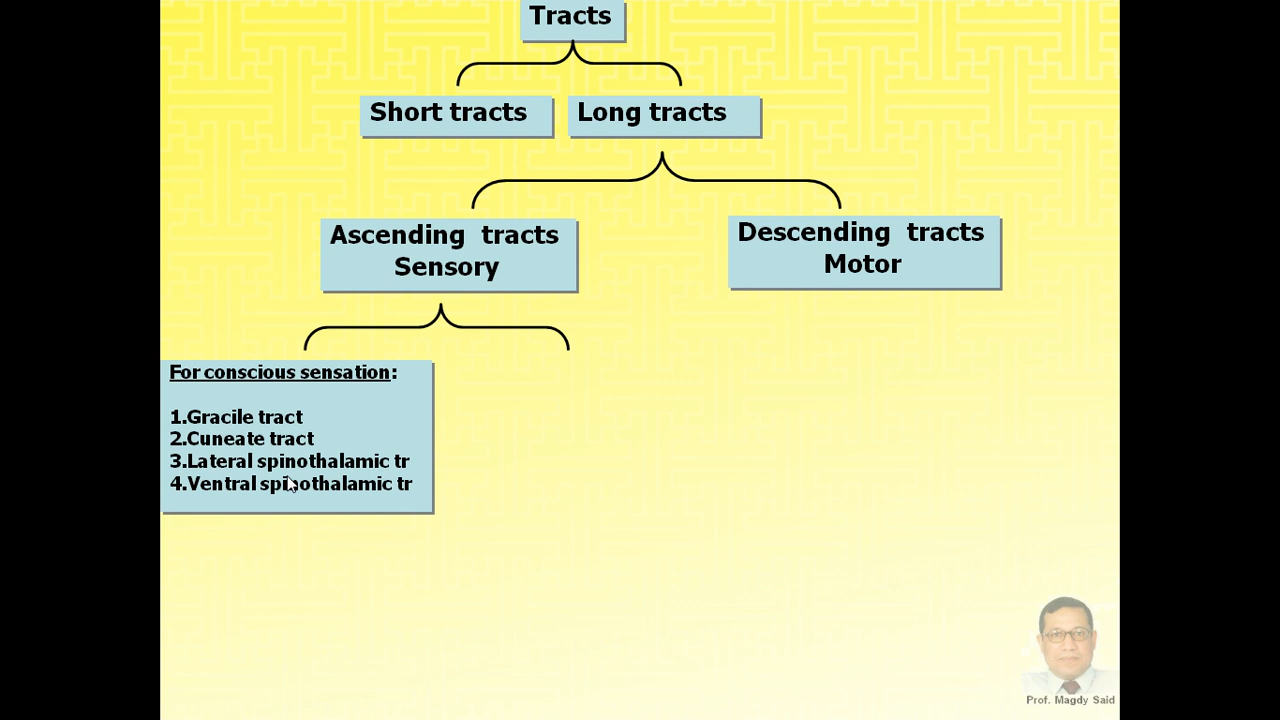 Tracts
Short tracts
Long tracts
Ascending tracts
Sensory
Descending tracts
Motor
For conscious sensation:
1.Gracile tract
2.Cuneate tract
3.Lateral spinothalamic tr
4.Ventral spinothalamic tr
Prof. Magdy Said